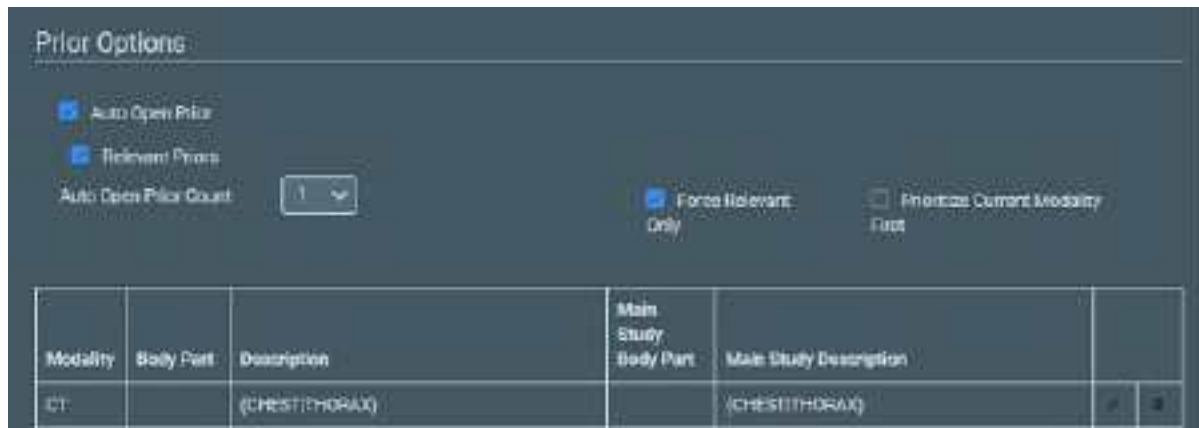 Prior Options
Auto Open Prior
Relevant Priors
Auto Open Prior Count
1
Force Relevant
Only
Prioritize Current Modality
First
Modality
Body Part
Description
Main
Study
Body Part
Main Study Description
CT
(CHEST|THORAX)
(CHEST|THORAX)